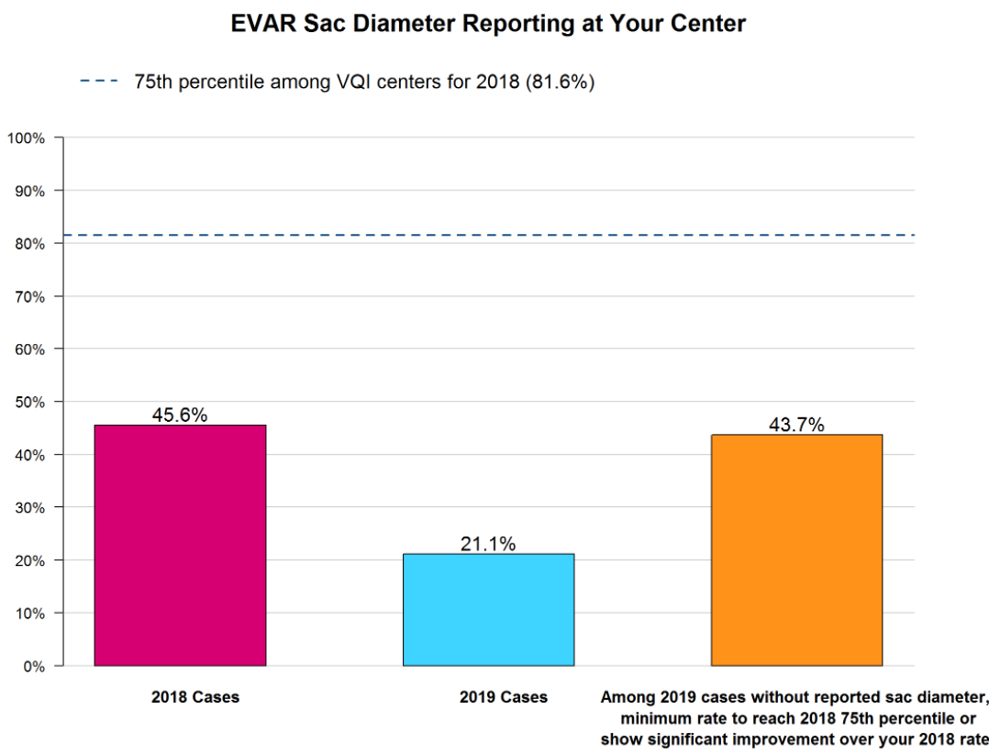 EVAR Sac Diameter Reporting at Your Center
75th percentile among VQI centers for 2018 (81.6%)
100%
90%
80%
70%
60%
50%
40%
30%
20%
10%
0%
45.6%
21.1%
43.7%
2018 Cases
2019 Cases
Among 2019 cases without reported sac diameter,
minimum rate to reach 2018 75th percentile or
show significant improvement over your 2018 rate